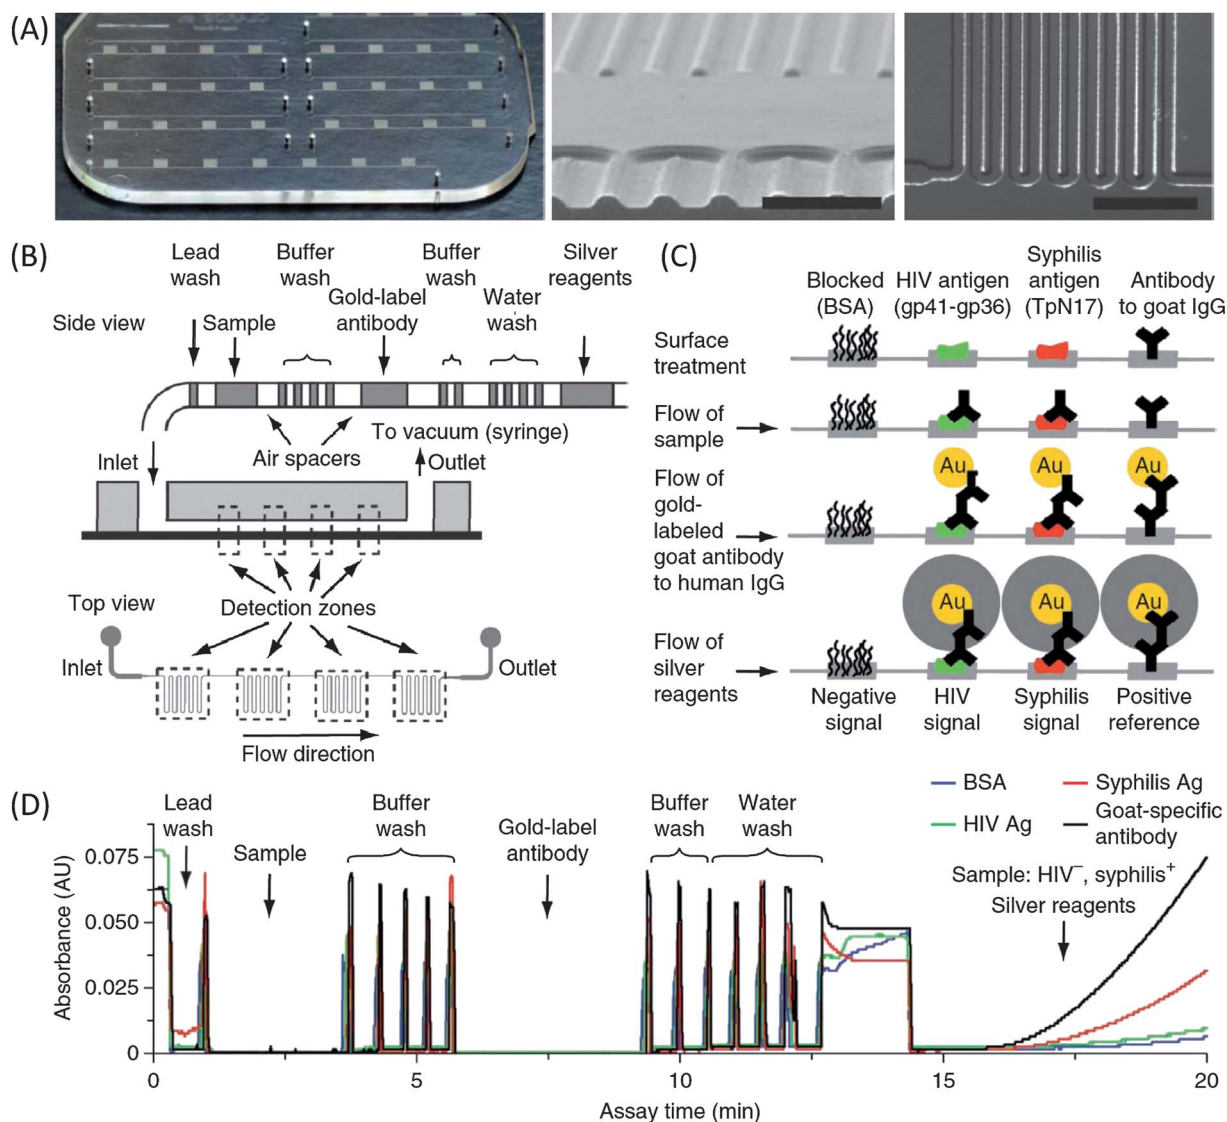 (A)
(B)
Lead
wash
Buffer
wash
Buffer
wash
Silver
reagents
Gold-label
antibody
Water
wash
Side view
Sample
Air spacers
To vacuum (syringe)
Inlet
Outlet
Top view
Detection zones
Inlet
Outlet
Flow direction
(C)
Blocked
(BSA)
HIV antigen
(gp41-gp36)
Syphilis
antigen
(TpN17)
Antibody
to goat IgG
Surface
treatment
Flow of
sample
Flow of
gold-
labeled
goat antibody
to human IgG
Au
Au
Au
Flow of
silver
reagents
Au
Au
Au
Negative
signal
HIV
signal
Syphilis
signal
Positive
reference
(D)
BSA
HIV Ag
Syphilis Ag
Goat-specific
antibody
Lead
wash
Sample
Buffer
wash
Gold-label
antibody
Buffer
wash
Water
wash
Sample: HIV⁻, syphilis⁺
Silver reagents
Absorbance (AU)
0.075
0.050
0.025
0
0
5
10
15
20
Assay time (min)